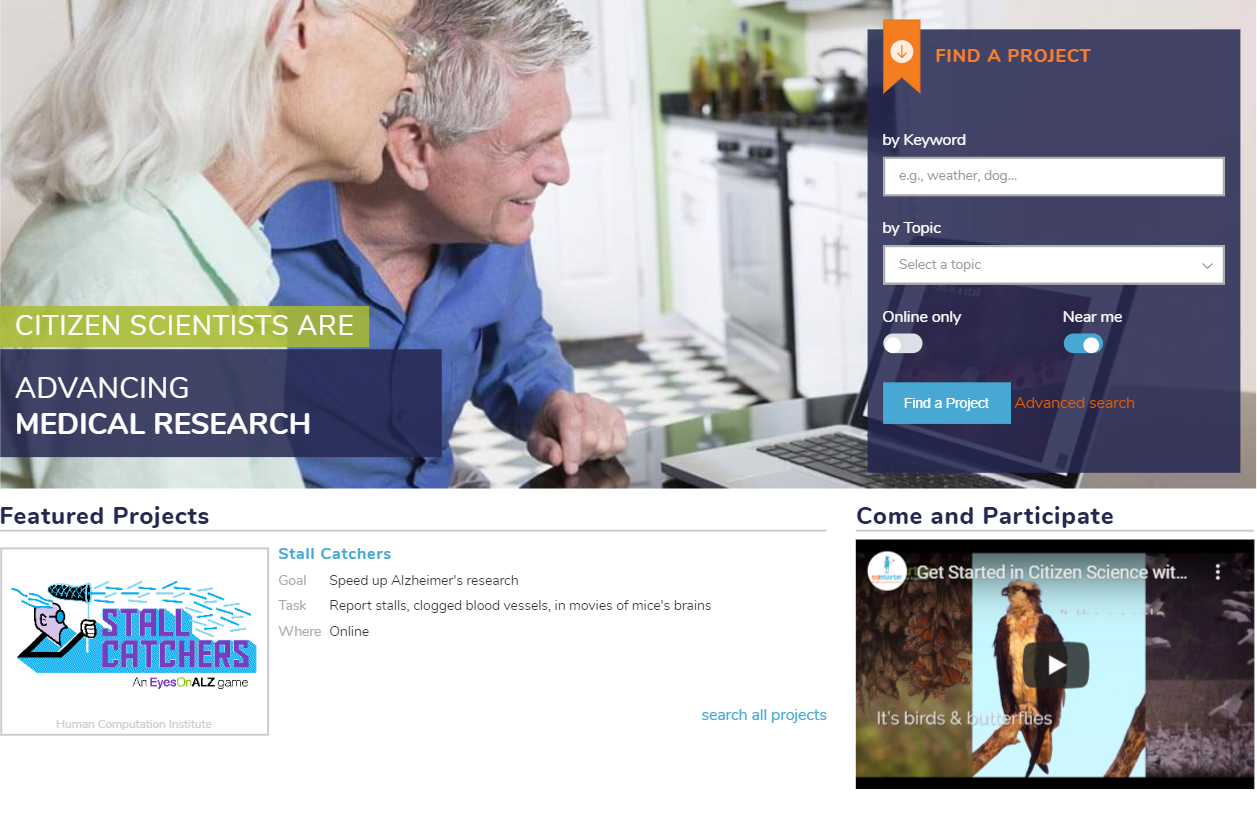 FIND A PROJECT
by Keyword
e.g., weather, dog...
by Topic
Select a topic
Online only
Near me
Find a Project
Advanced search
CITIZEN SCIENTISTS ARE
ADVANCING
MEDICAL RESEARCH
Featured Projects
STALL
CATCHERS
An EyesOnALZ game
Human Computation Institute
Stall Catchers
Goal Speed up Alzheimer's research
Task Report stalls, clogged blood vessels, in movies of mice's brains
Where Online
search all projects
Come and Participate
Get Started in Citizen Science wit...
It's birds & butterflies